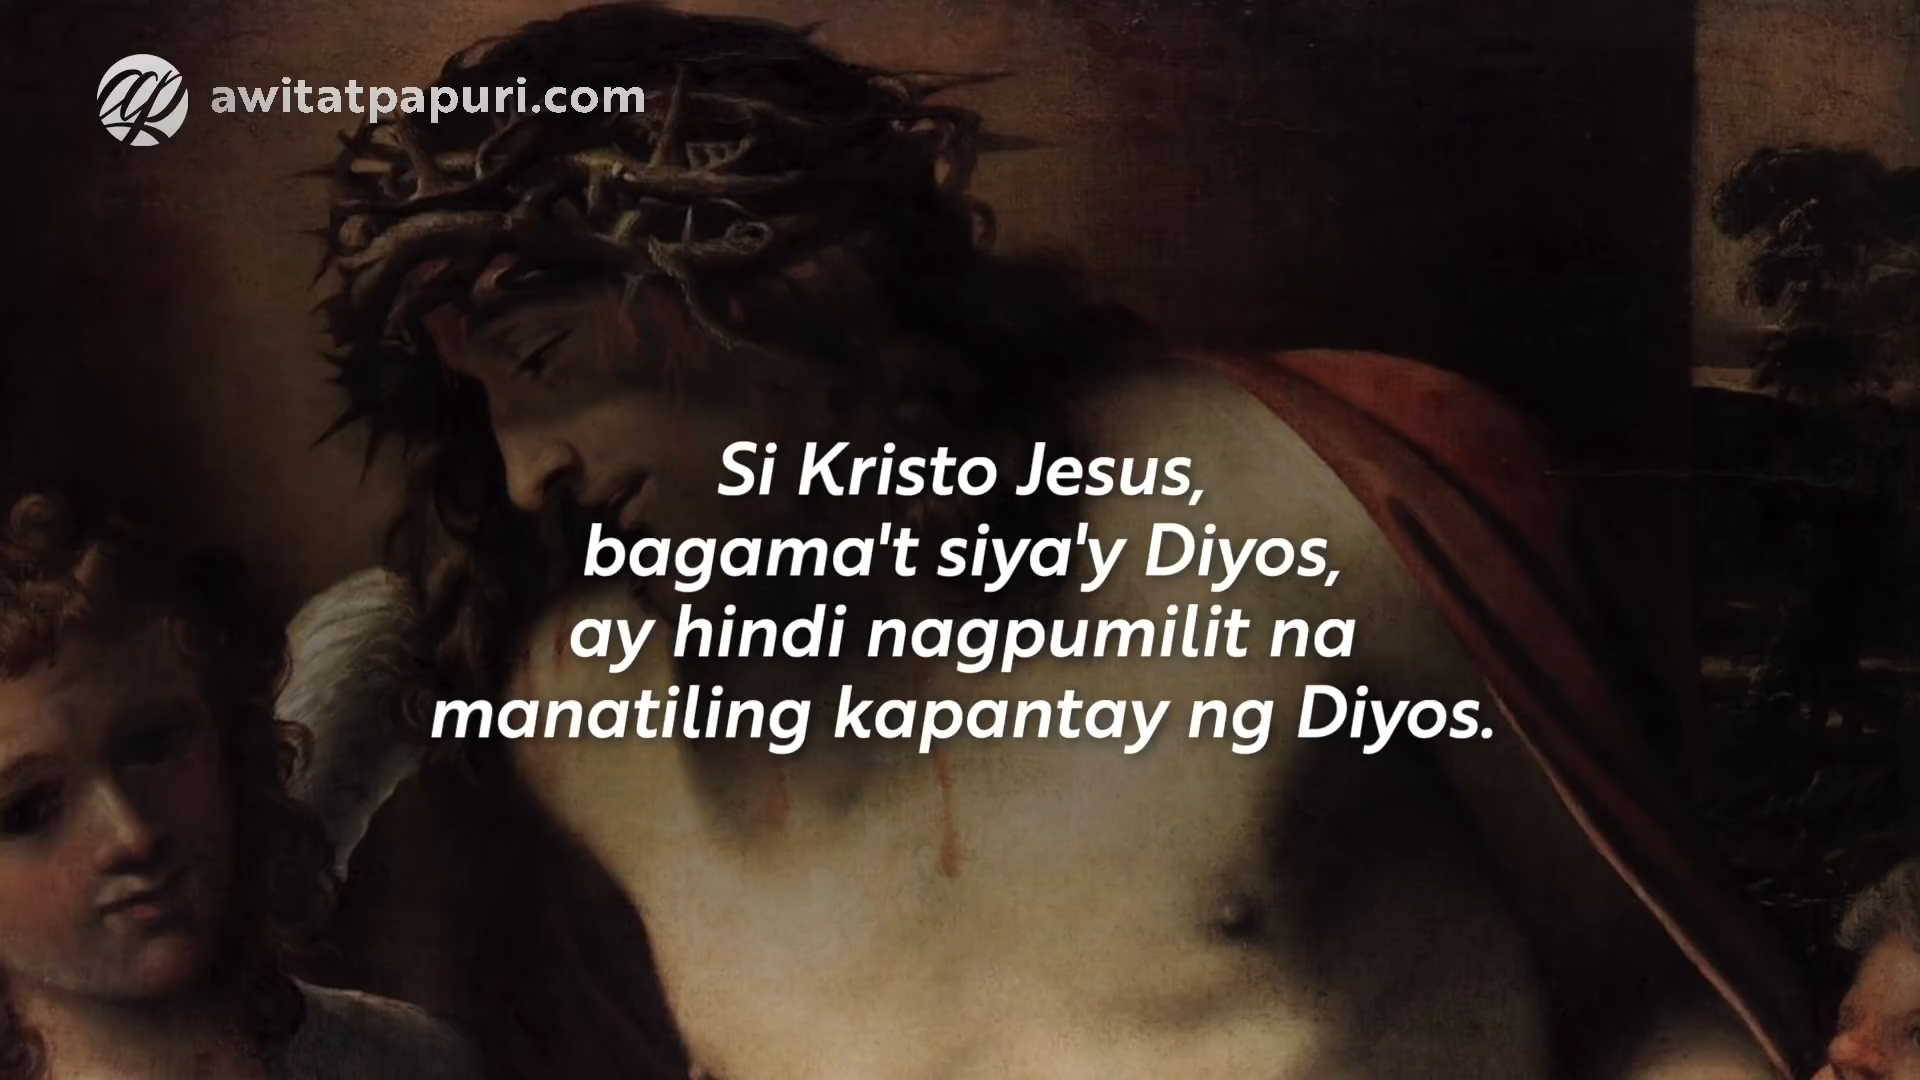 awitatpapuri.com
Si Kristo Jesus,
bagama't siya'y Diyos,
ay hindi nagpumilit na
manatiling kapantay ng Diyos.